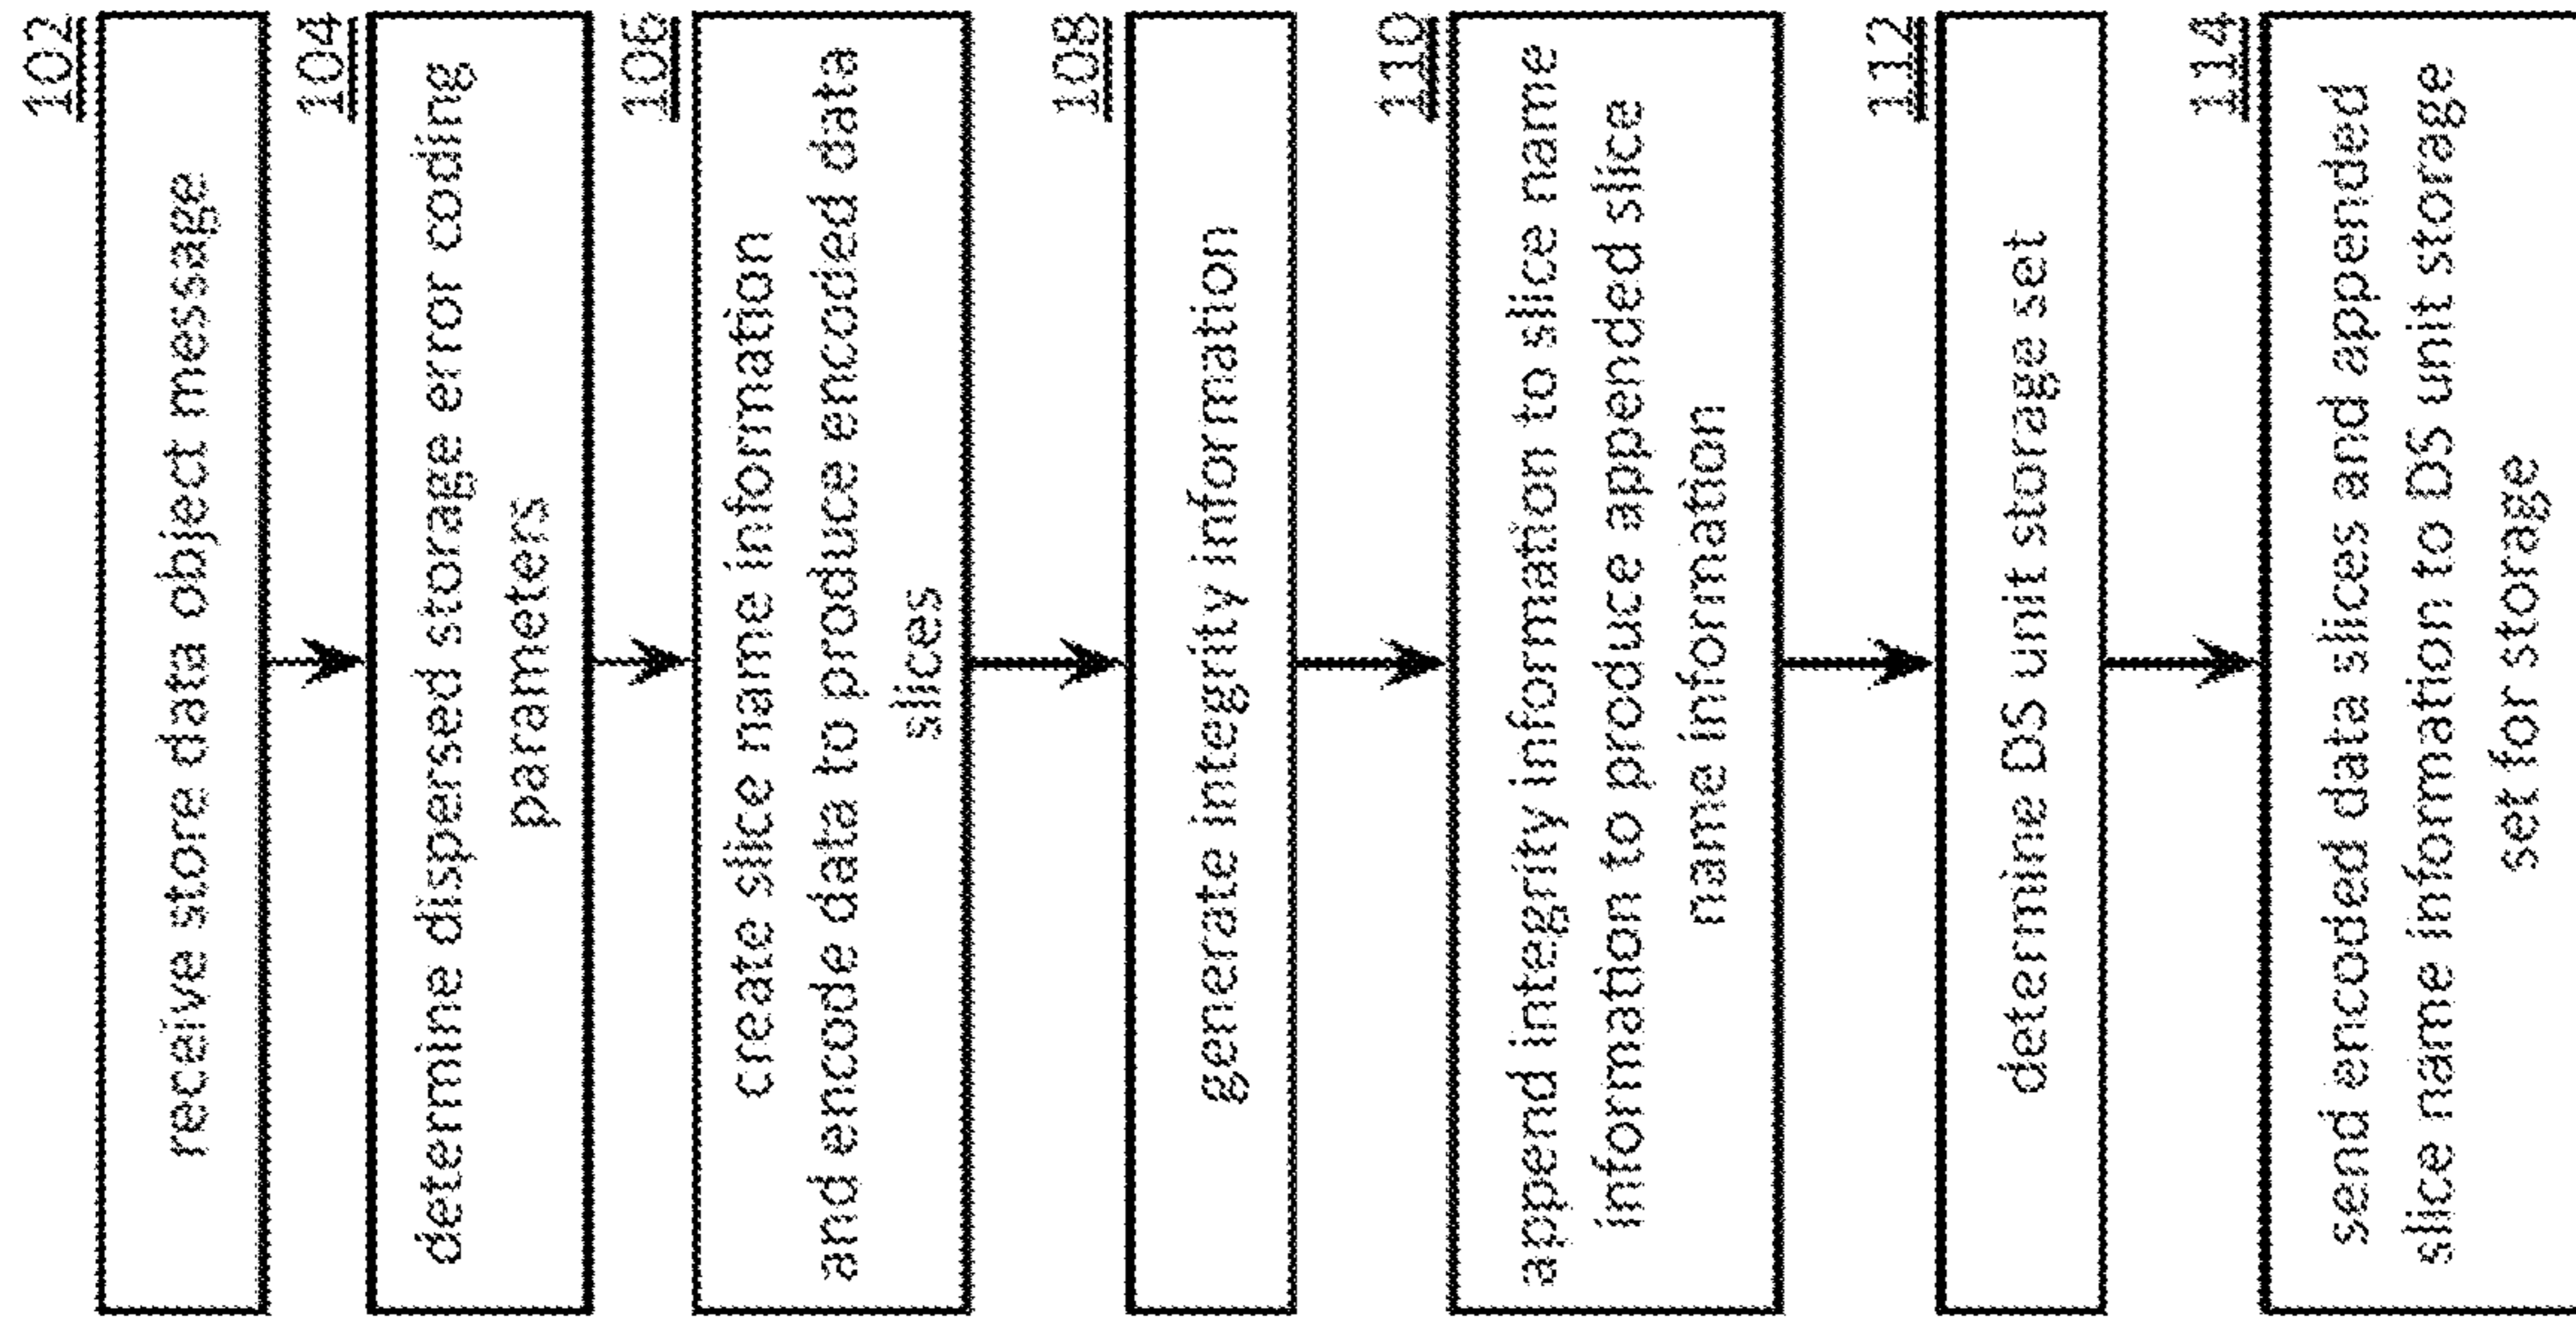 102
receive store data object message
104
determine dispersed storage error coding
parameters
106
create slice name information
and encode data to produce encoded data
slices
108
generate integrity information
110
append integrity information to slice name
information to produce appended slice
name information
112
determine DS unit storage set
114
send encoded data slices and appended
slice name information to DS unit storage
set for storage